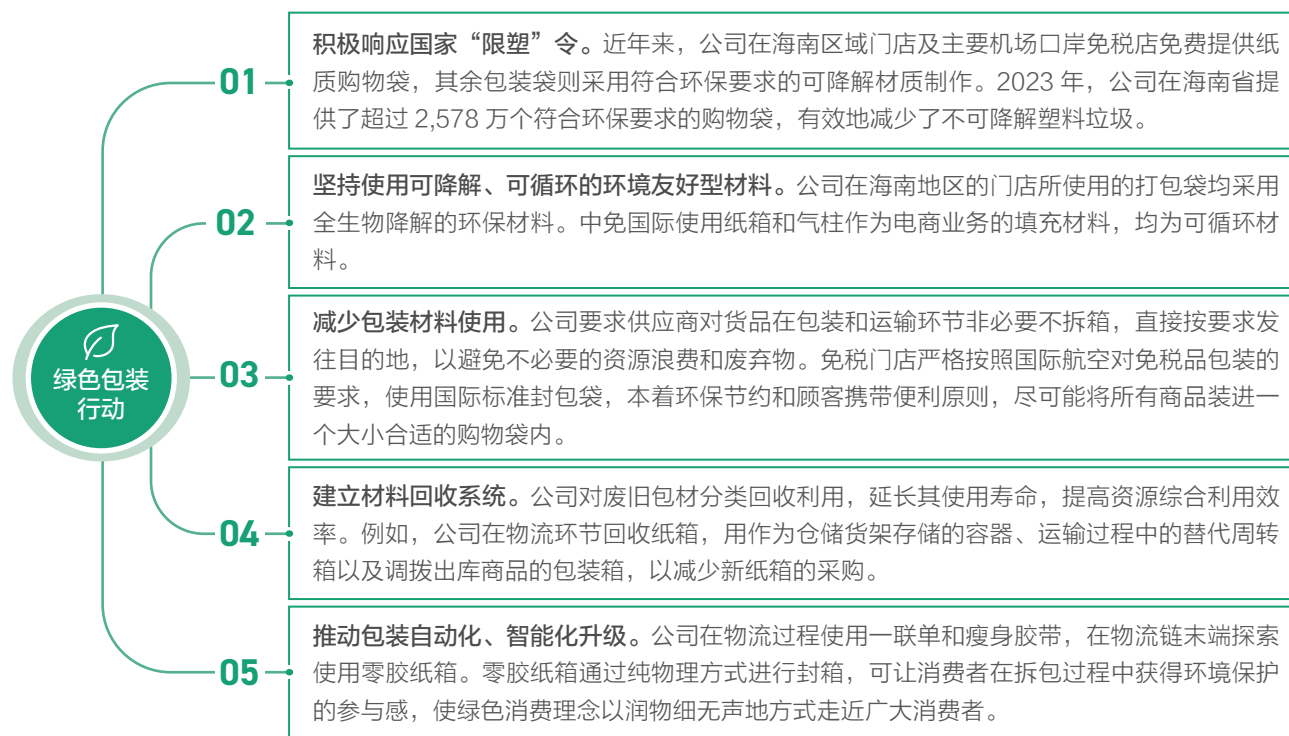 积极响应国家“限塑”令。近年来，公司在海南区域门店及主要机场口岸免税店免费提供纸
质购物袋，其余包装袋则采用符合环保要求的可降解材质制作。2023 年，公司在海南省提
供了超过 2,578 万个符合环保要求的购物袋，有效地减少了不可降解塑料垃圾。
01
坚持使用可降解、可循环的环境友好型材料。公司在海南地区的门店所使用的打包袋均采用
全生物降解的环保材料。中免国际使用纸箱和气柱作为电商业务的填充材料，均为可循环材
料。
02
绿色包装
行动
减少包装材料使用。公司要求供应商对货品在包装和运输环节非必要不拆箱，直接按要求发
往目的地，以避免不必要的资源浪费和废弃物。免税门店严格按照国际航空对免税品包装的
要求，使用国际标准封包袋，本着环保节约和顾客携带便利原则，尽可能将所有商品装进一
个大小合适的购物袋内。
03
建立材料回收系统。公司对废旧包材分类回收利用，延长其使用寿命，提高资源综合利用效
率。例如，公司在物流环节回收纸箱，用作为仓储货架存储的容器、运输过程中的替代周转
箱以及调拨出库商品的包装箱，以减少新纸箱的采购。
04
推动包装自动化、智能化升级。公司在物流过程使用一联单和瘦身胶带，在物流链末端探索
使用零胶纸箱。零胶纸箱通过纯物理方式进行封箱，可让消费者在拆包过程中获得环境保护
的参与感，使绿色消费理念以润物细无声地方式走近广大消费者。
05